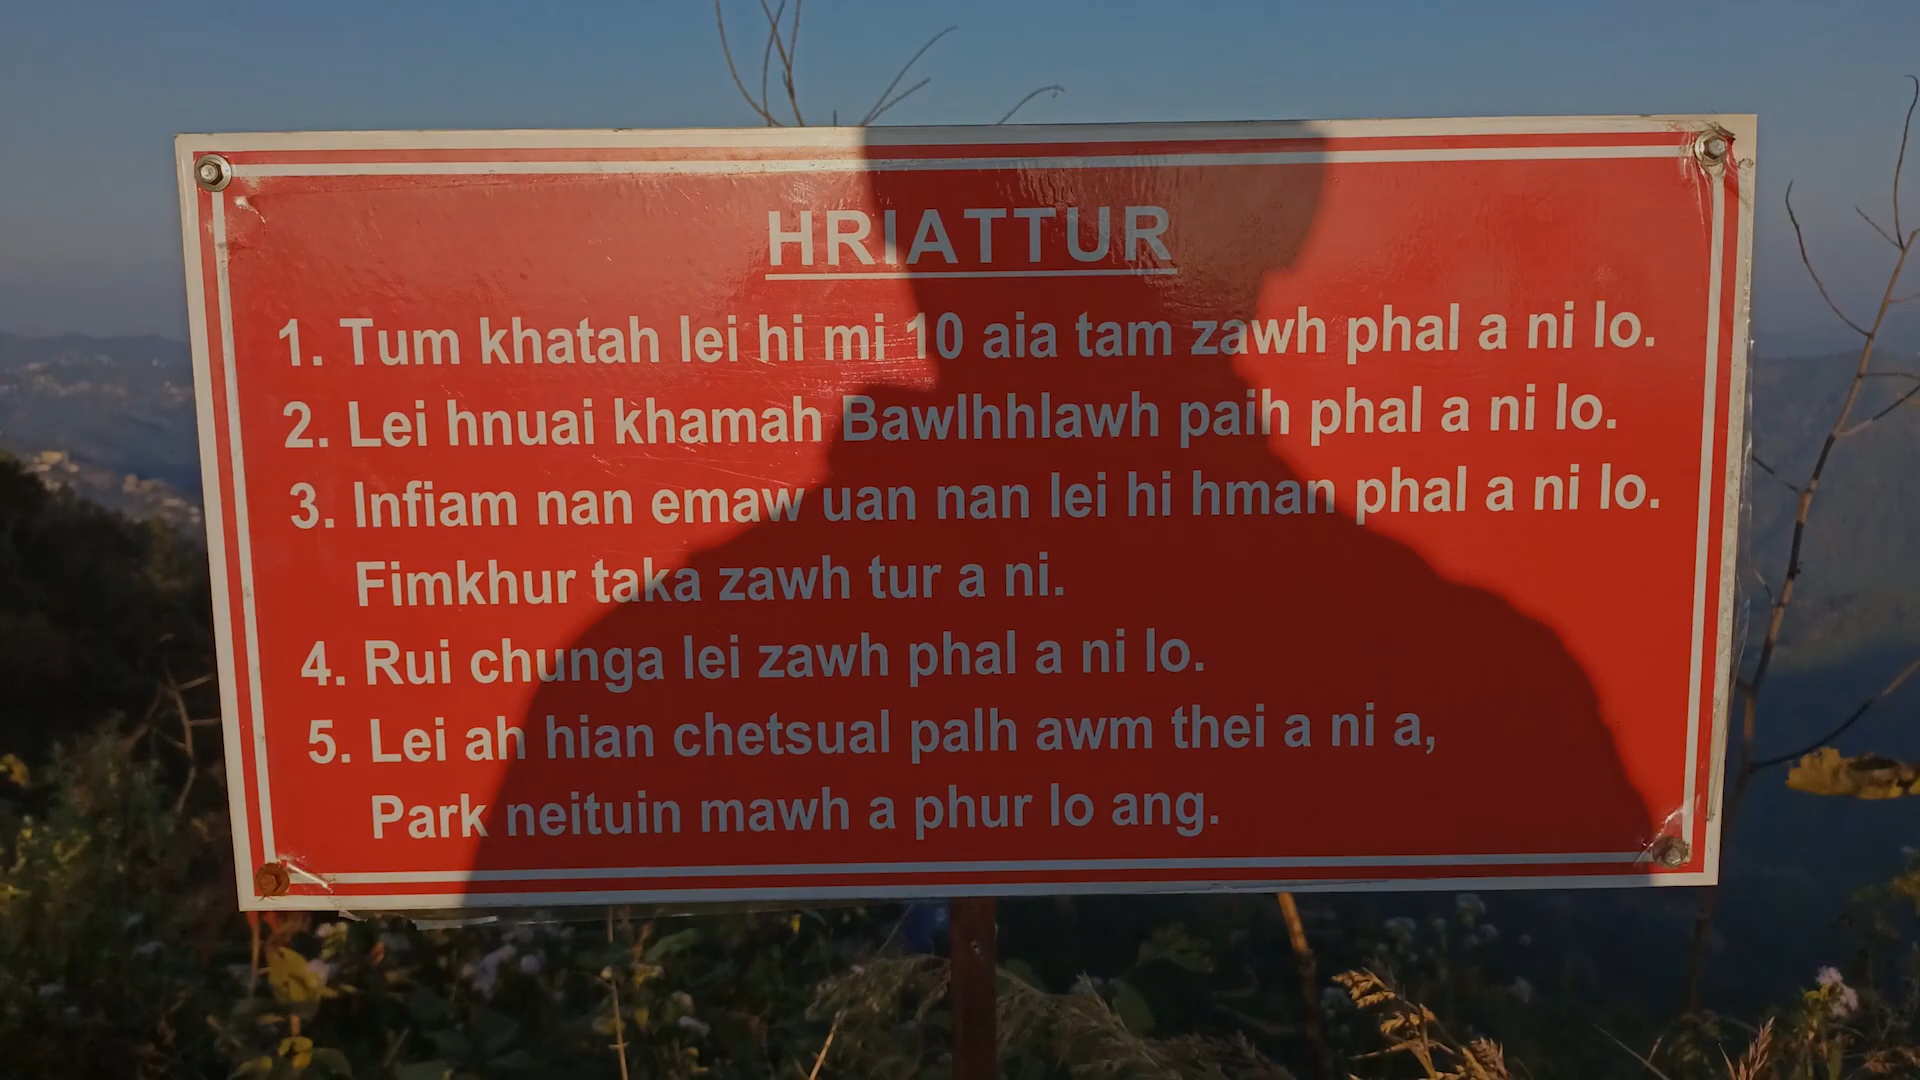 HRIATTUR
1. Tum khatah lei hi mi 10 aia tam zawh phal a ni lo.
2. Lei hnuai khamah Bawlhhlawh paih phal a ni lo.
3. Infiam nan emaw uan nan lei hi hman phal a ni lo.
Fimkhur taka zawh tur a ni.
4. Rui chunga lei zawh phal a ni lo.
5. Lei ah hian chetsual palh awm thei a ni a,
Park neituin mawh a phur lo ang.